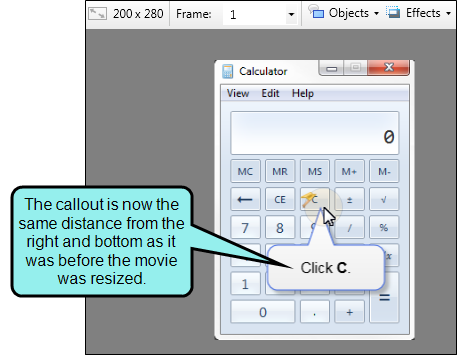 200 x 280 Frame: 1 Objects Effects
Calculator
View Edit Help
0
MC MR MS M+ M-
← CE C ± √
7 8 / %
The callout is now the
same distance from the
right and bottom as it
was before the movie
was resized.
Click C.
1 =
0 . +